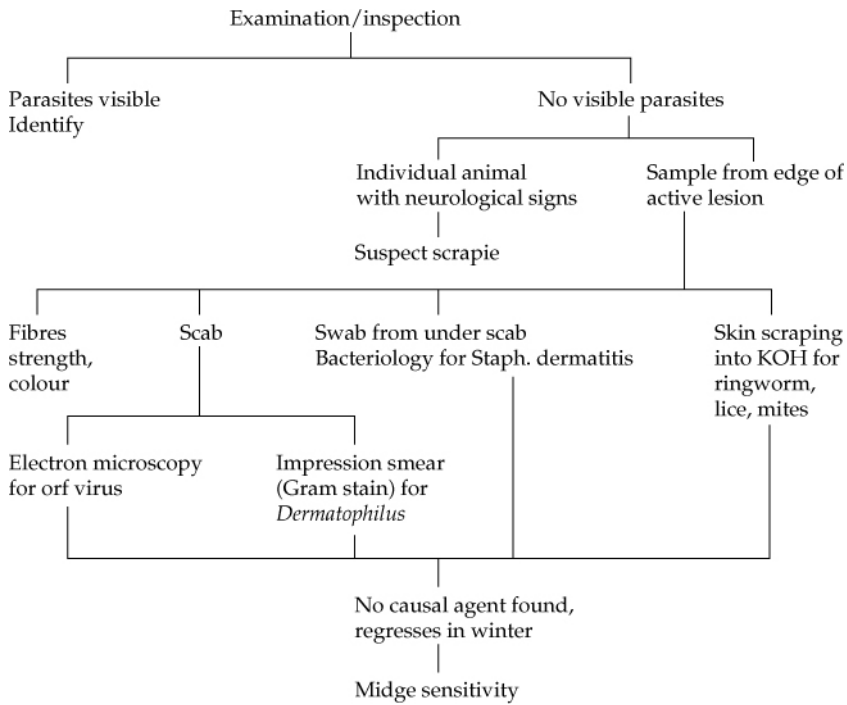 Examination/inspection
Parasites visible
Identify
No visible parasites
Individual animal
with neurological signs
Suspect scrapie
Sample from edge of
active lesion
Fibres
strength,
colour
Scab
Swab from under scab
Bacteriology for Staph. dermatitis
Skin scraping
into KOH for
ringworm,
lice, mites
Electron microscopy
for orf virus
Impression smear
(Gram stain) for
Dermatophilus
No causal agent found,
regresses in winter
Midge sensitivity